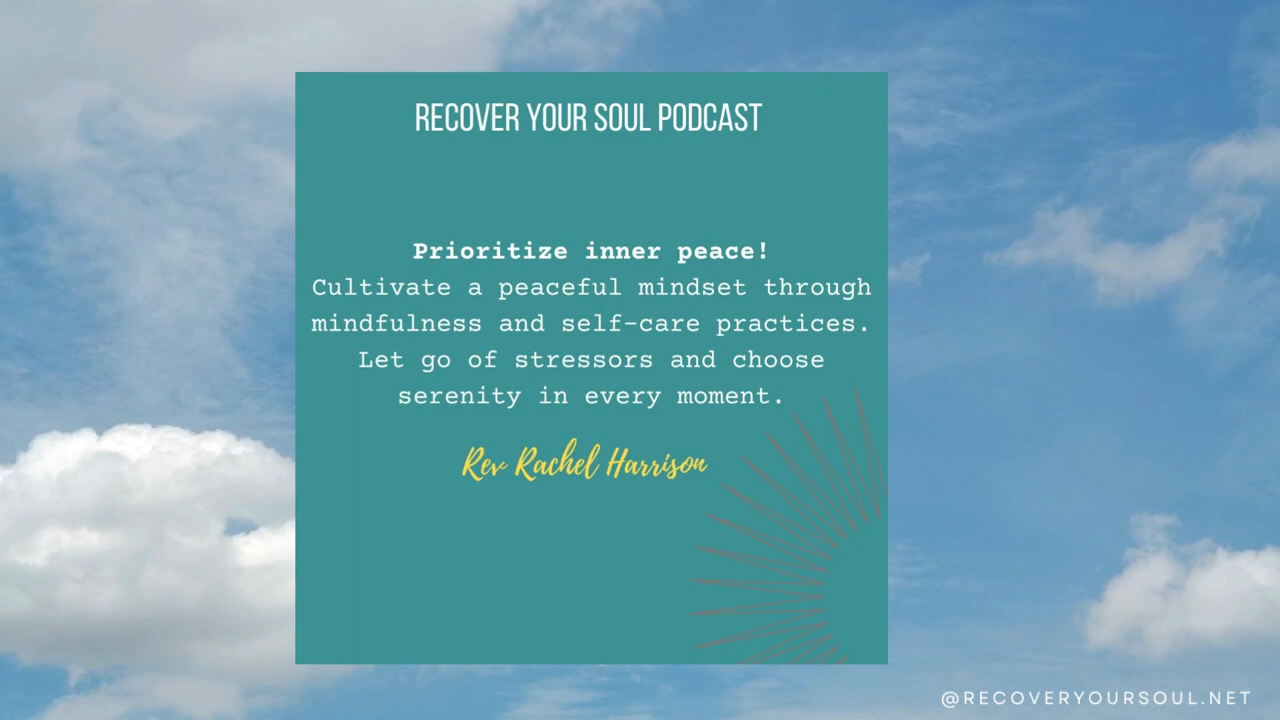 RECOVER YOUR SOUL PODCAST
Prioritize inner peace!
Cultivate a peaceful mindset through
mindfulness and self-care practices.
Let go of stressors and choose
serenity in every moment.
Rev Rachel Harrison
@RECOVERYOURSOUL.NET